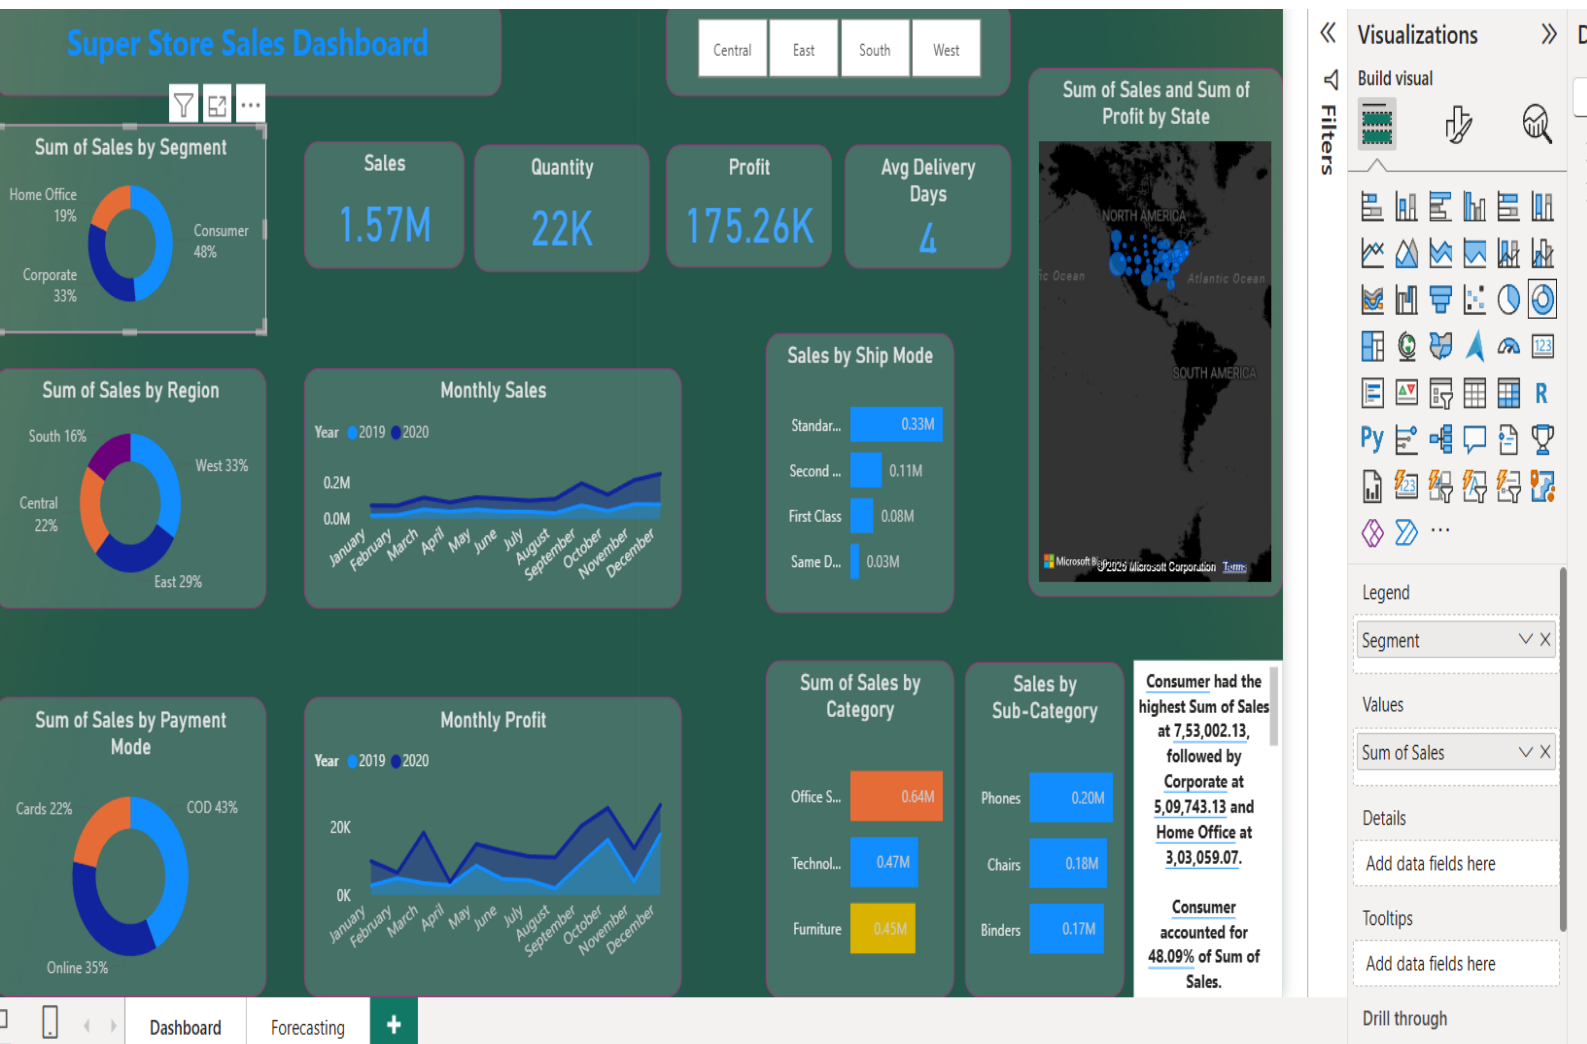 Super Store Sales Dashboard
Central
East
South
West
Sum of Sales by Segment
Home Office
19%
Consumer
48%
Corporate
33%
Sales
1.57M
Quantity
22K
Profit
175.26K
Avg Delivery
Days
4
Sum of Sales and Sum of
Profit by State
NORTH AMERICA
ic Ocean
Atlantic Ocean
SOUTH AMERICA
© 2025 Microsoft Corporation Terms
Sum of Sales by Region
South 16%
West 33%
Central
22%
East 29%
Monthly Sales
Year 2019 2020
0.2M
0.0M
January
February
March
April
May
June
July
August
September
October
November
December
Sales by Ship Mode
Standar... 0.33M
Second ... 0.11M
First Class 0.08M
Same D... 0.03M
Sum of Sales by Payment
Mode
Cards 22%
COD 43%
Online 35%
Monthly Profit
Year 2019 2020
20K
0K
January
February
March
April
May
June
July
August
September
October
November
December
Sum of Sales by
Category
Office S... 0.64M
Technol... 0.47M
Furniture 0.45M
Sales by
Sub-Category
Phones 0.20M
Chairs 0.18M
Binders 0.17M
Consumer had the
highest Sum of Sales
at 7,53,002.13,
followed by
Corporate at
5,09,743.13 and
Home Office at
3,03,059.07.
Consumer
accounted for
48.09% of Sum of
Sales.
Dashboard
Forecasting
+
Filters
Visualizations
D
Build visual
123
R
Py
123
Legend
Segment
Values
Sum of Sales
Details
Add data fields here
Tooltips
Add data fields here
Drill through